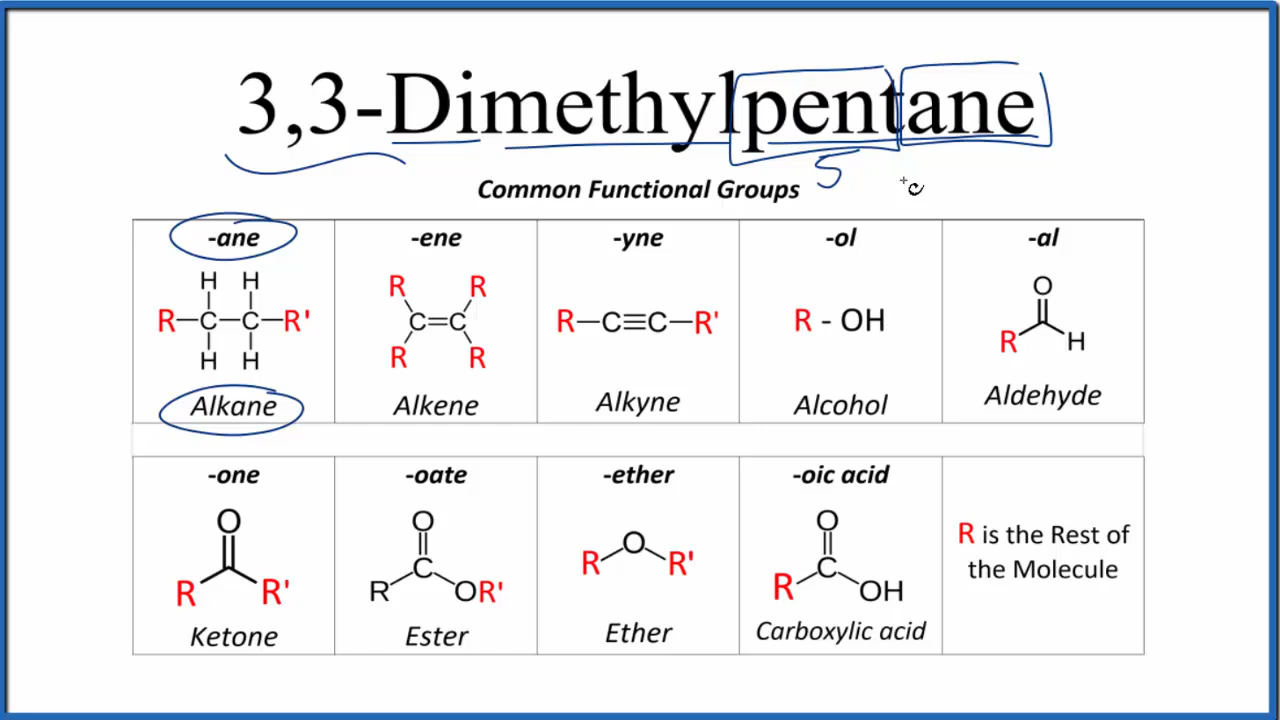 3,3-Dimethylpentane
5
Common Functional Groups
-ane -ene -yne -ol -al
H H
R C C R'
H H
Alkane
R R
C=C
R R
Alkene
R-C≡C-R'
Alkyne
R - OH
Alcohol
O
R H
Aldehyde
-one -oate -ether -oic acid
O
R R'
Ketone
O
C
R OR'
Ester
O
R R'
Ether
O
C
R OH
Carboxylic acid
R is the Rest of
the Molecule